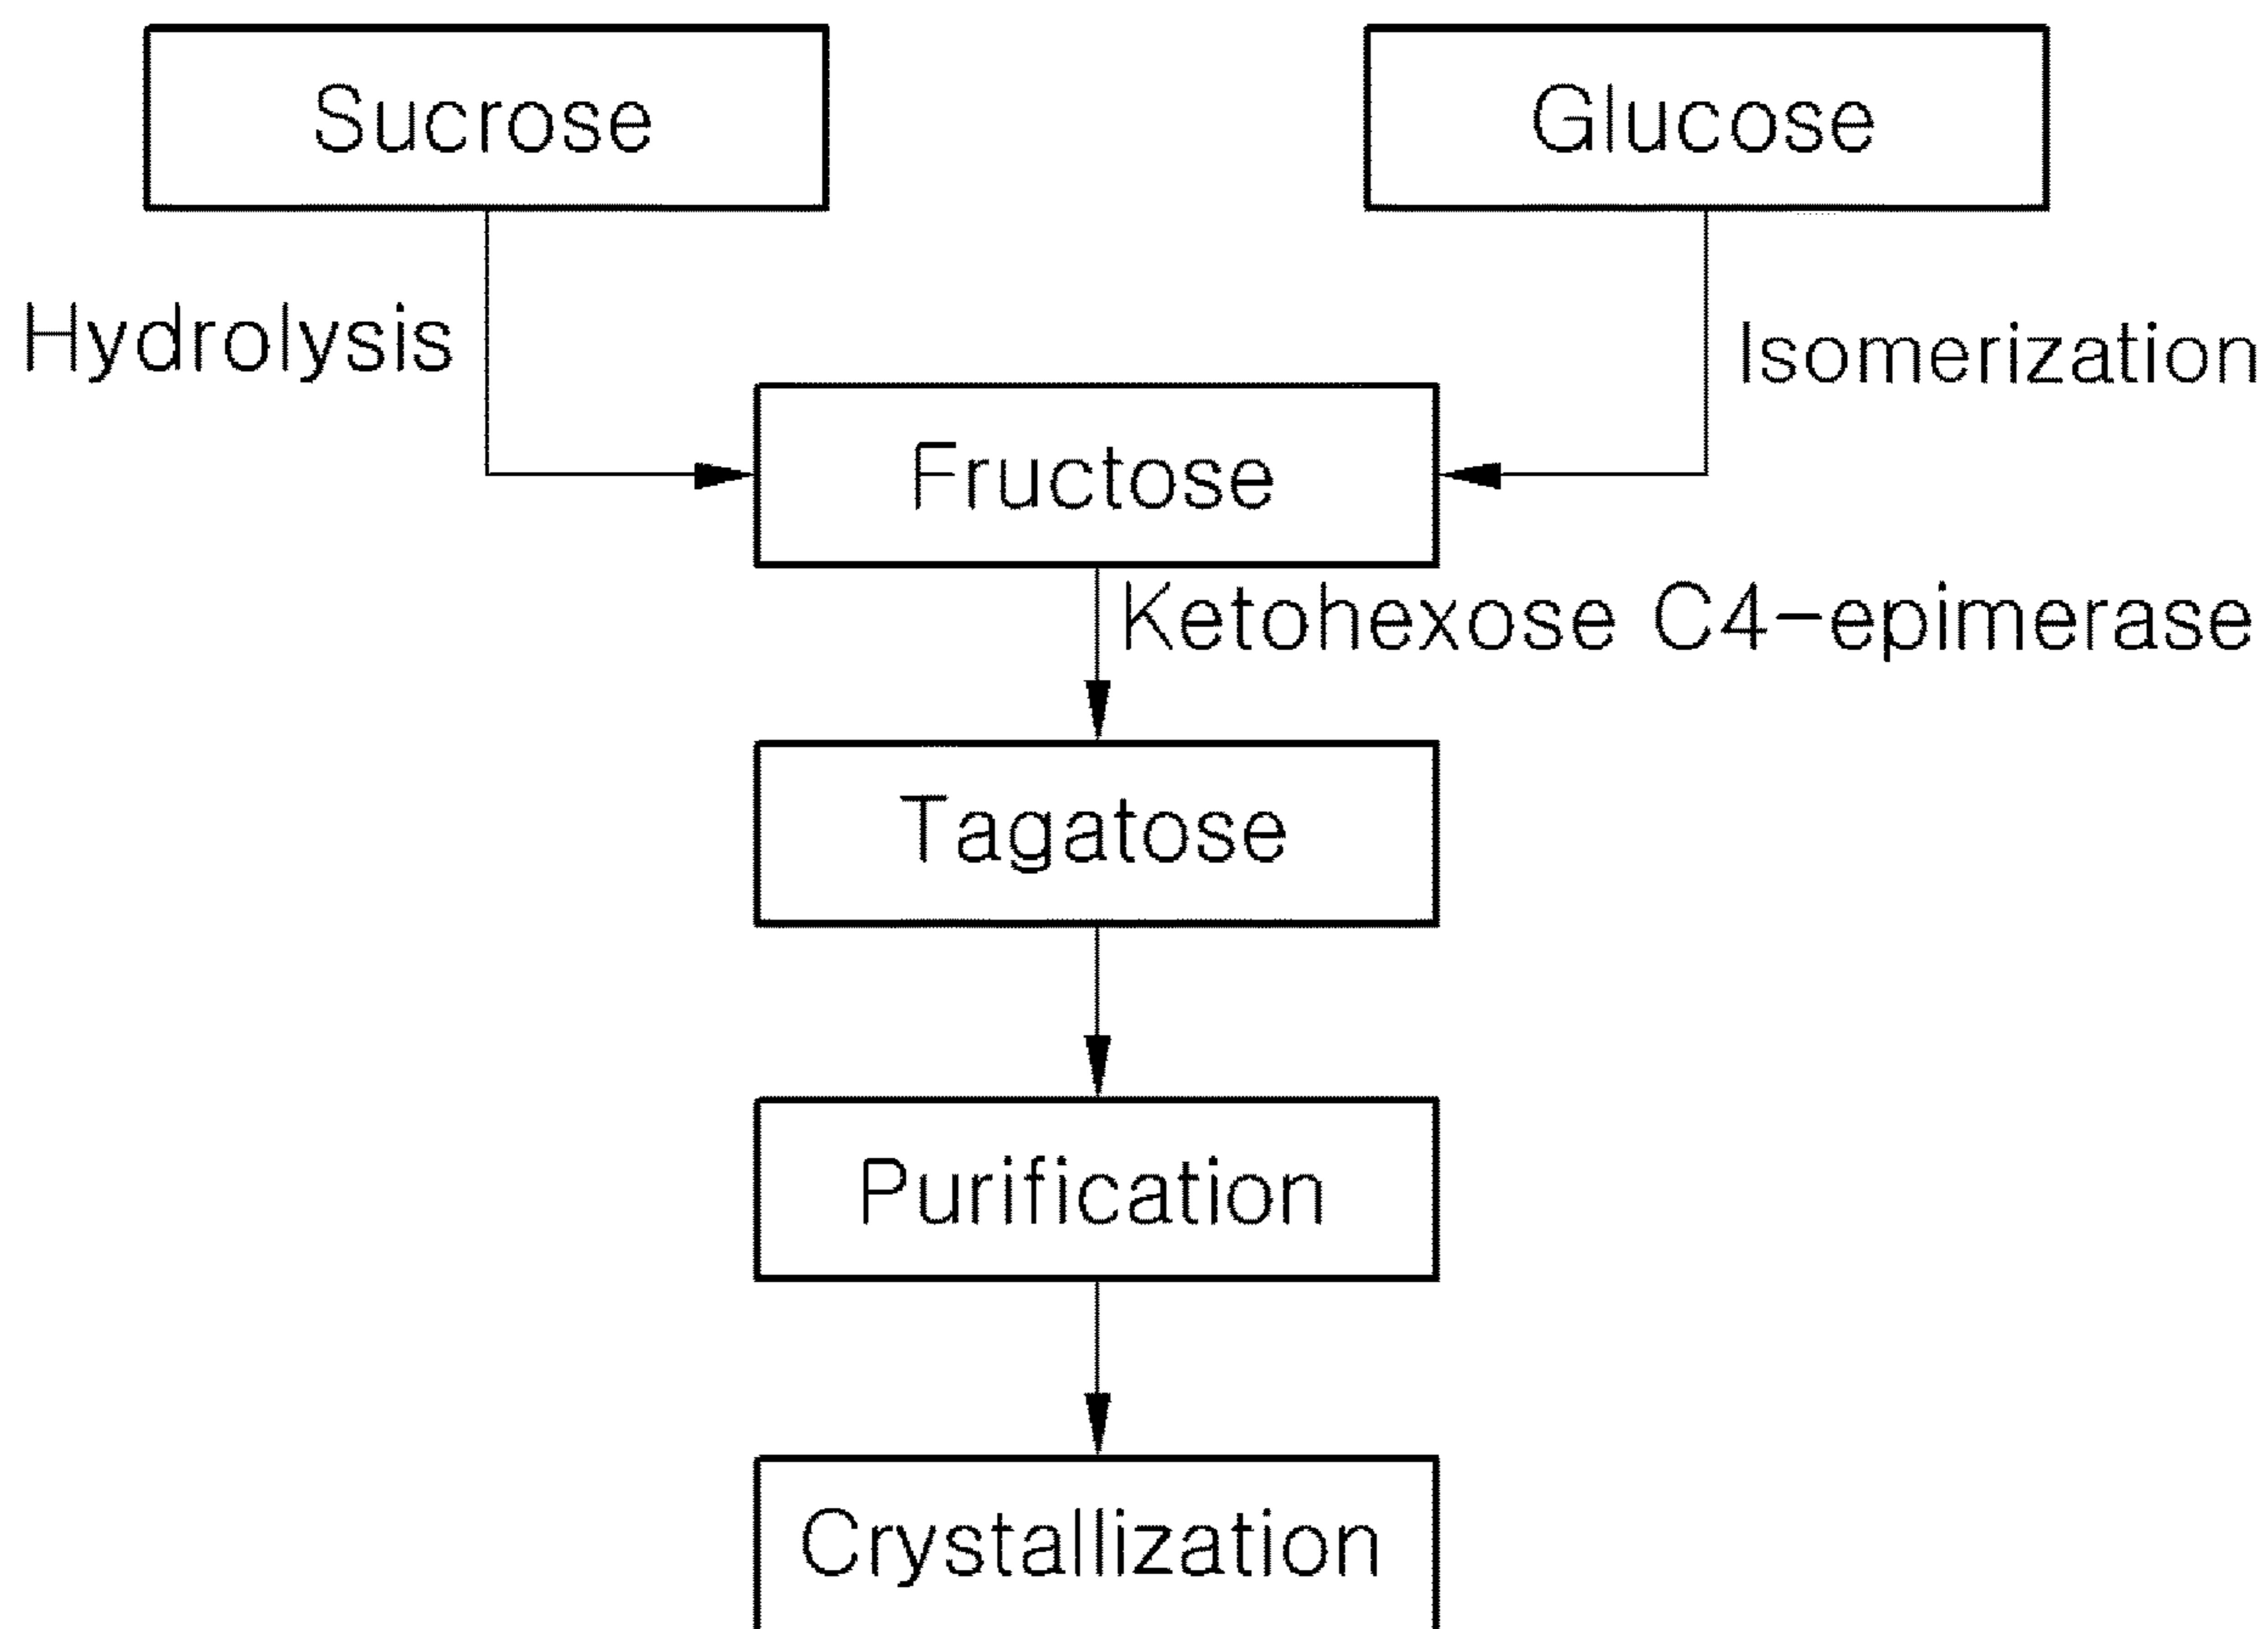 Sucrose
Glucose
Hydrolysis
Isomerization
Fructose
Ketohexose C4-epimerase
Tagatose
Purification
Crystallization